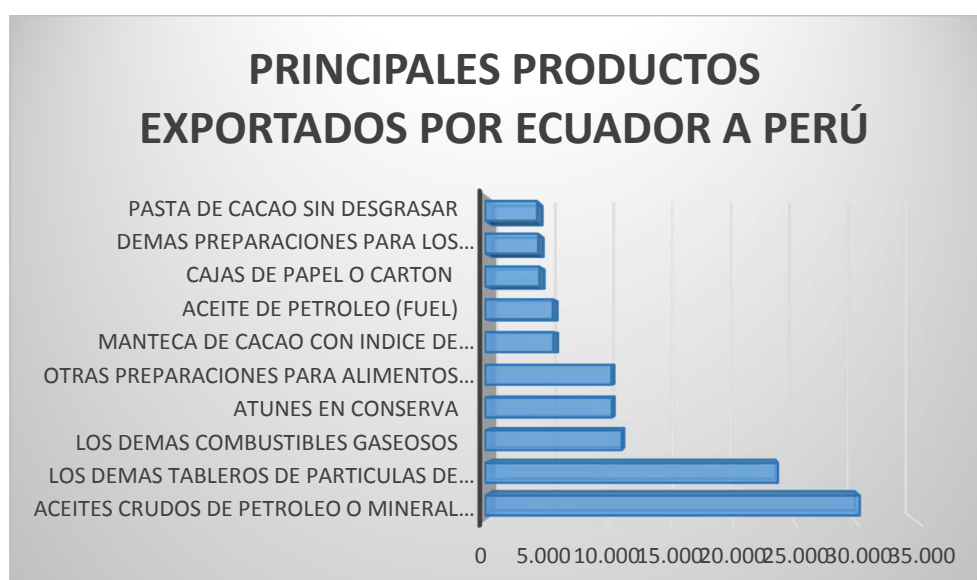 PRINCIPALES PRODUCTOS
EXPORTADOS POR ECUADOR A PERÚ
PASTA DE CACAO SIN DESGRASAR
DEMAS PREPARACIONES PARA LOS…
CAJAS DE PAPEL O CARTON
ACEITE DE PETROLEO (FUEL)
MANTECA DE CACAO CON INDICE DE…
OTRAS PREPARACIONES PARA ALIMENTOS…
ATUNES EN CONSERVA
LOS DEMAS COMBUSTIBLES GASEOSOS
LOS DEMAS TABLEROS DE PARTICULAS DE…
ACEITES CRUDOS DE PETROLEO O MINERAL…
0 5.000 10.000 15.000 20.000 25.000 30.000 35.000